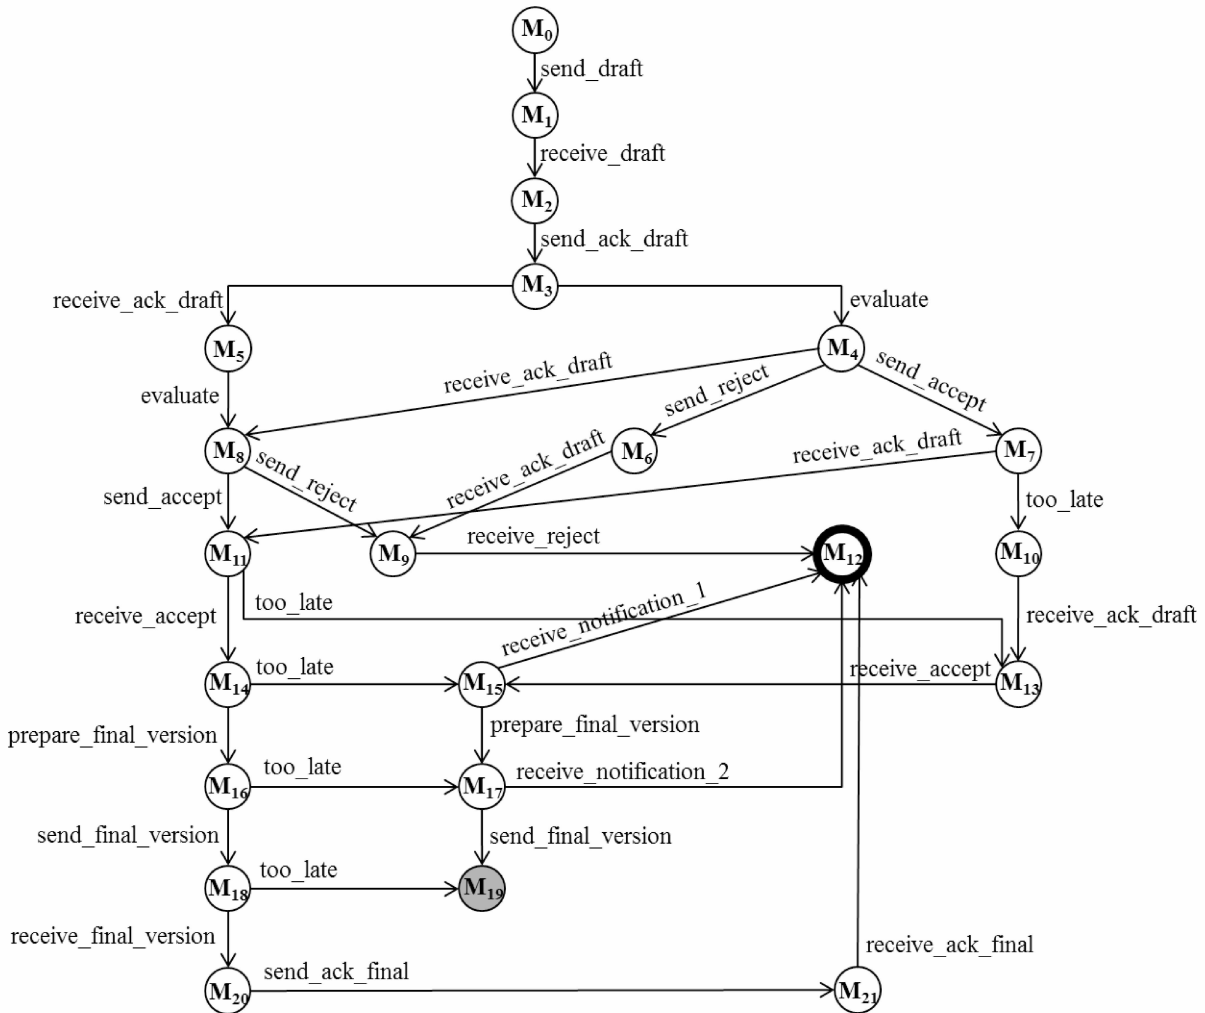 M0
send_draft
M1
receive_draft
M2
send_ack_draft
M3
receive_ack_draft
evaluate
M5
M4
receive_ack_draft
send_reject
send_accept
evaluate
M8
M6
M7
send_reject
receive_ack_draft
receive_ack_draft
send_accept
too_late
M11
M9
receive_reject
M12
M10
too_late
receive_accept
receive_notification_1
receive_ack_draft
M14
too_late
M15
receive_accept
M13
prepare_final_version
prepare_final_version
M16
too_late
M17
receive_notification_2
send_final_version
send_final_version
M18
too_late
M19
receive_final_version
receive_ack_final
M20
send_ack_final
M21